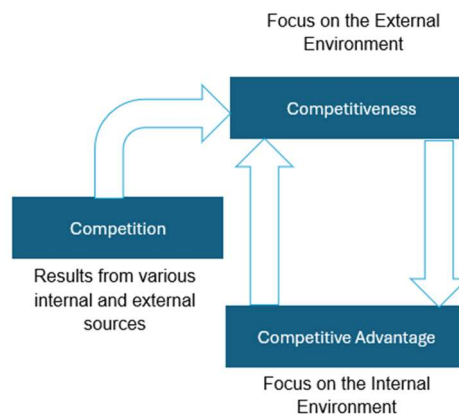 Focus on the External
Environment
Competitiveness
Competition
Results from various
internal and external
sources
Competitive Advantage
Focus on the Internal
Environment